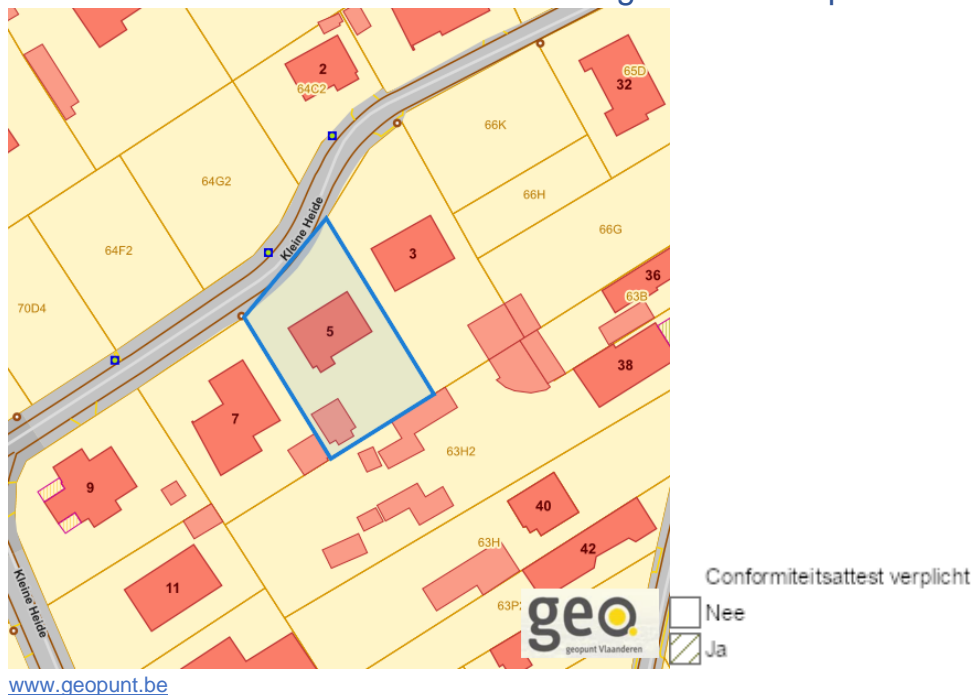 2
64C2
65D
32
66K
64G2
66H
Kleine Heide
66G
64F2
3
36
63B
70D4
5
38
7
63H2
9
40
63H
42
11
Kleine Heide
63P2
geo.
geopunt Vlaanderen
Conformiteitsattest verplicht
Nee
Ja
www.geopunt.be